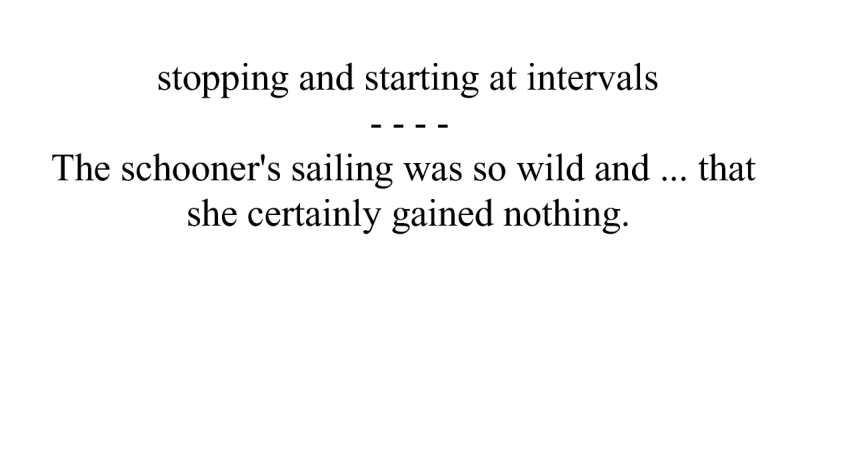 stopping and starting at intervals
- - - -
The schooner's sailing was so wild and ... that
she certainly gained nothing.